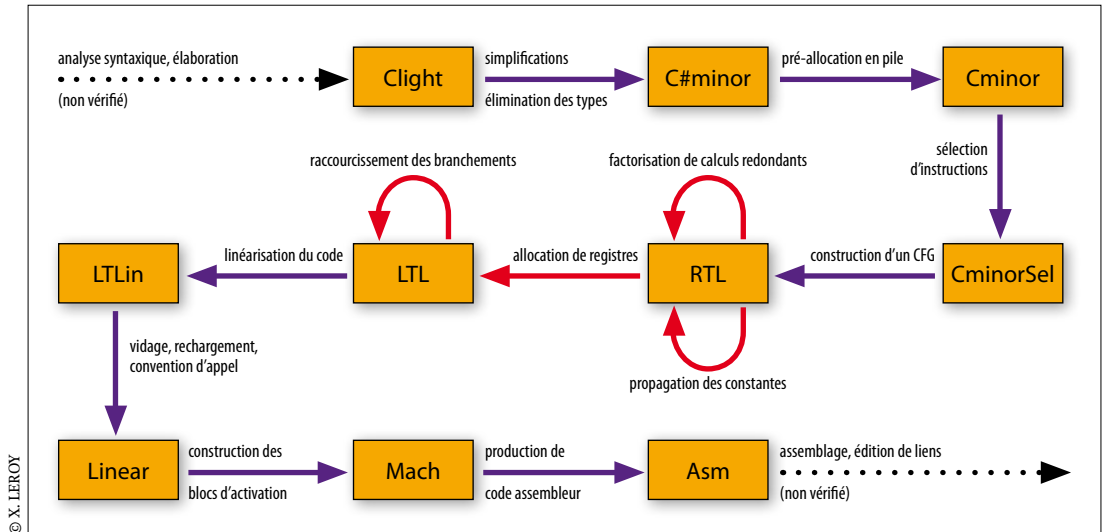 analyse syntaxique, élaboration
(non vérifié)
Clight
simplifications
élimination des types
C#minor
pré-allocation en pile
Cminor
sélection
d'instructions
raccourcissement des branchements
factorisation de calculs redondants
LTLin
linéarisation du code
LTL
allocation de registres
RTL
construction d'un CFG
CminorSel
vidage, rechargement,
convention d'appel
propagation des constantes
Linear
construction des
blocs d'activation
Mach
production de
code assembleur
Asm
assemblage, édition de liens
(non vérifié)
© X. LEROY